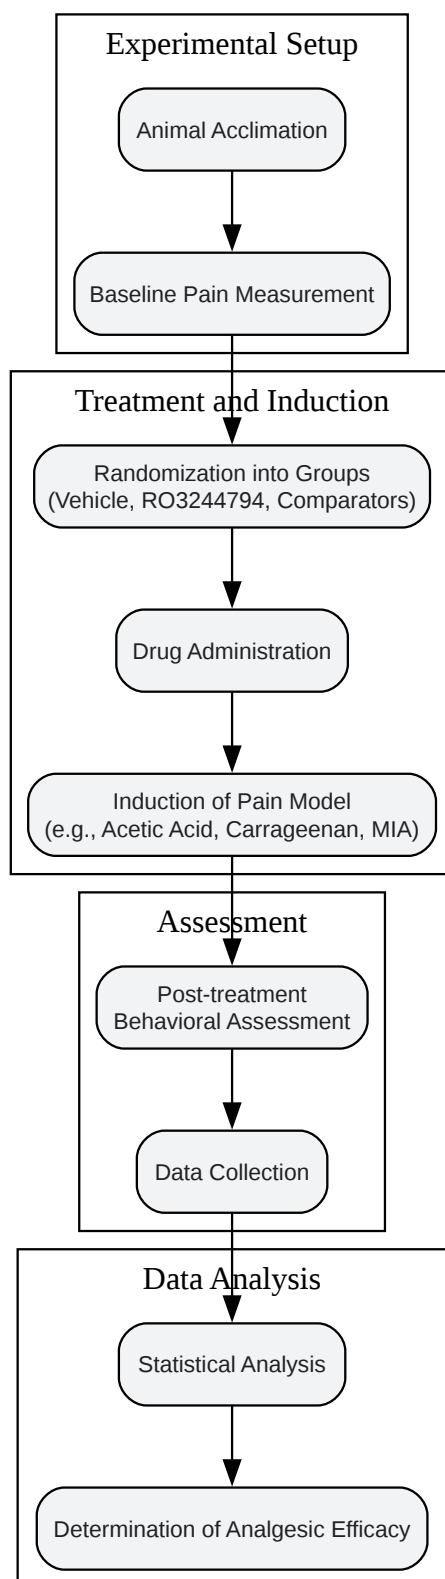 Experimental Setup
Animal Acclimation
Baseline Pain Measurement
Treatment and Induction
Randomization into Groups
(Vehicle, RO3244794, Comparators)
Drug Administration
Induction of Pain Model
(e.g., Acetic Acid, Carrageenan, MIA)
Assessment
Post-treatment
Behavioral Assessment
Data Collection
Data Analysis
Statistical Analysis
Determination of Analgesic Efficacy